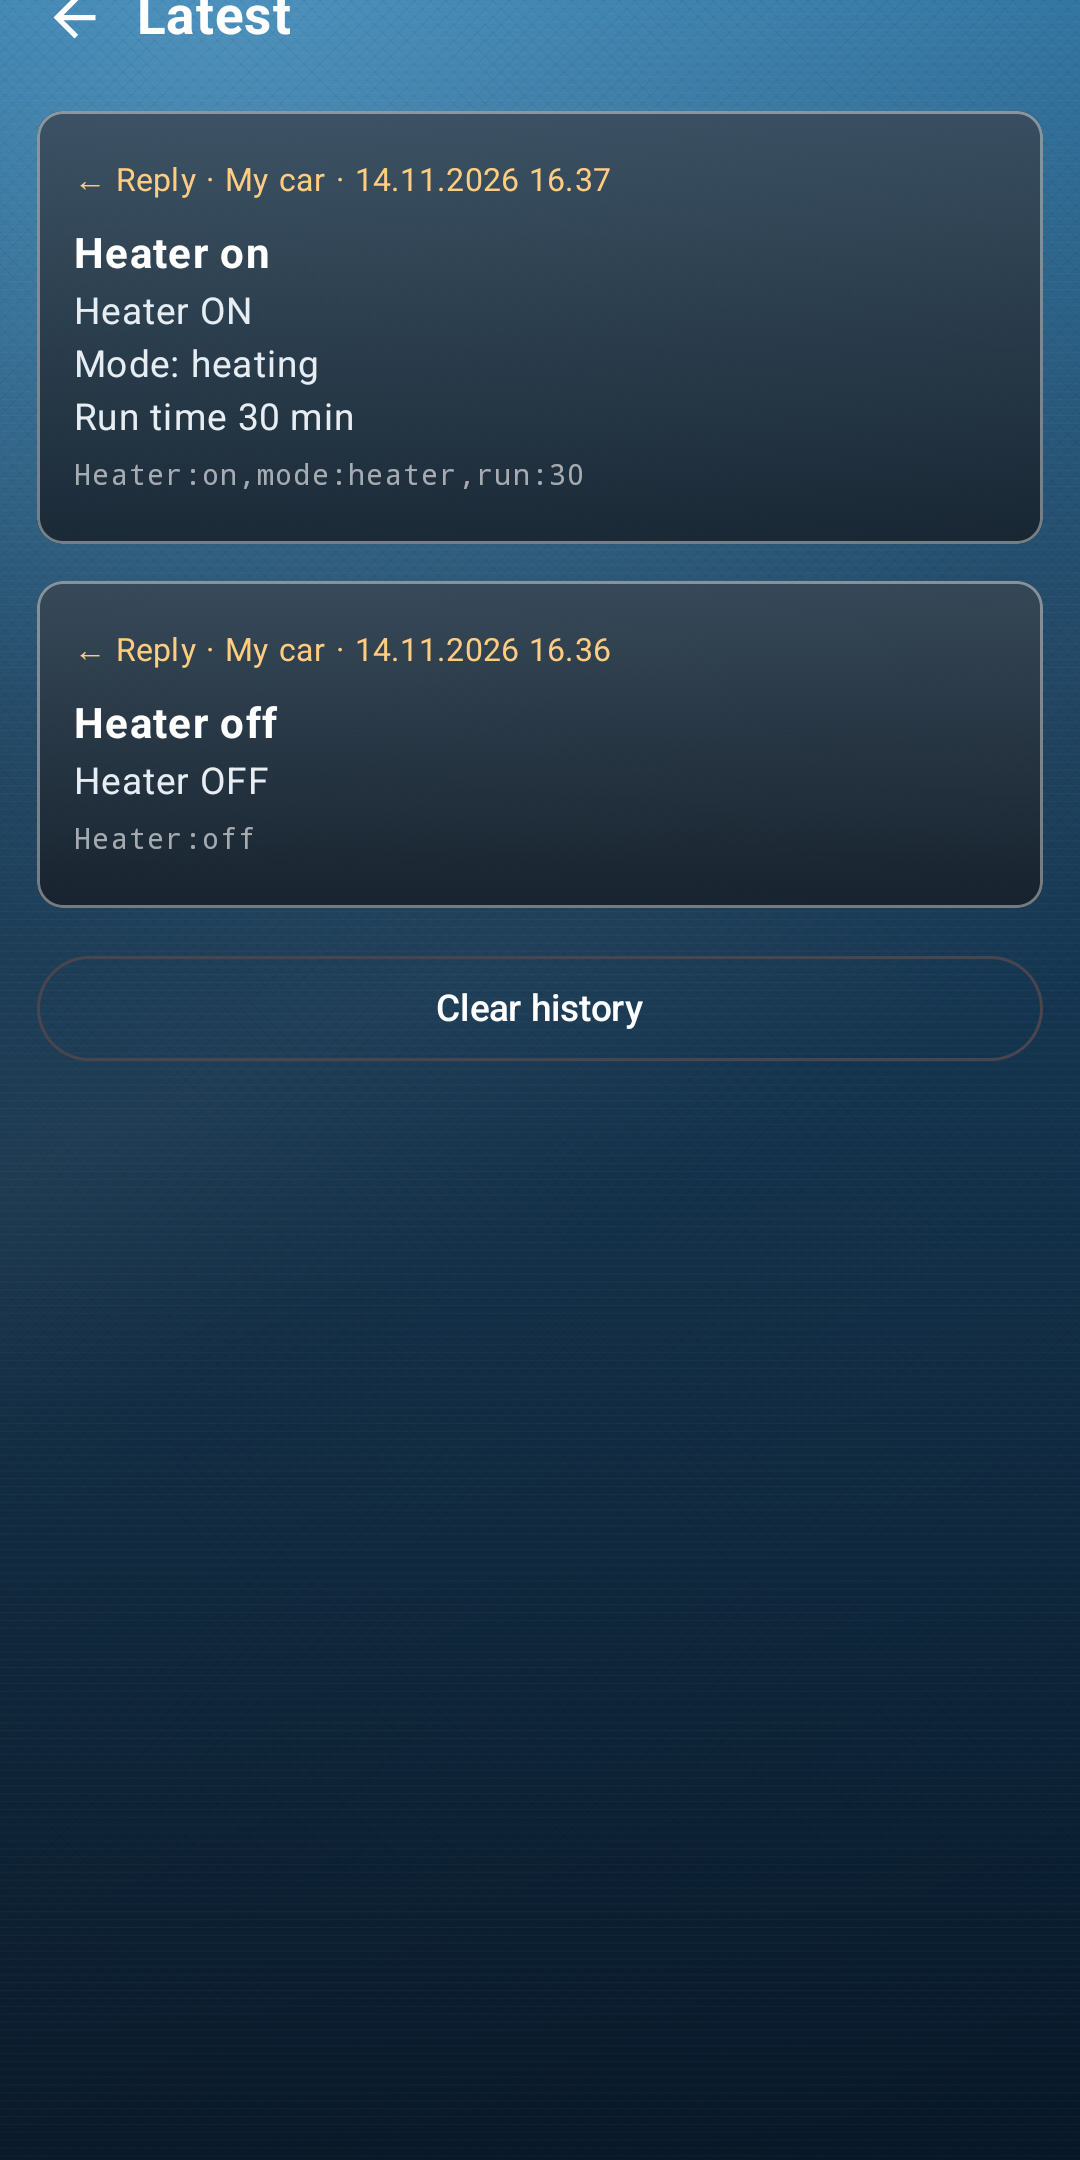 Latest
← Reply · My car · 14.11.2026 16.37
Heater on
Heater ON
Mode: heating
Run time 30 min
Heater:on,mode:heater,run:30
← Reply · My car · 14.11.2026 16.36
Heater off
Heater OFF
Heater:off
Clear history